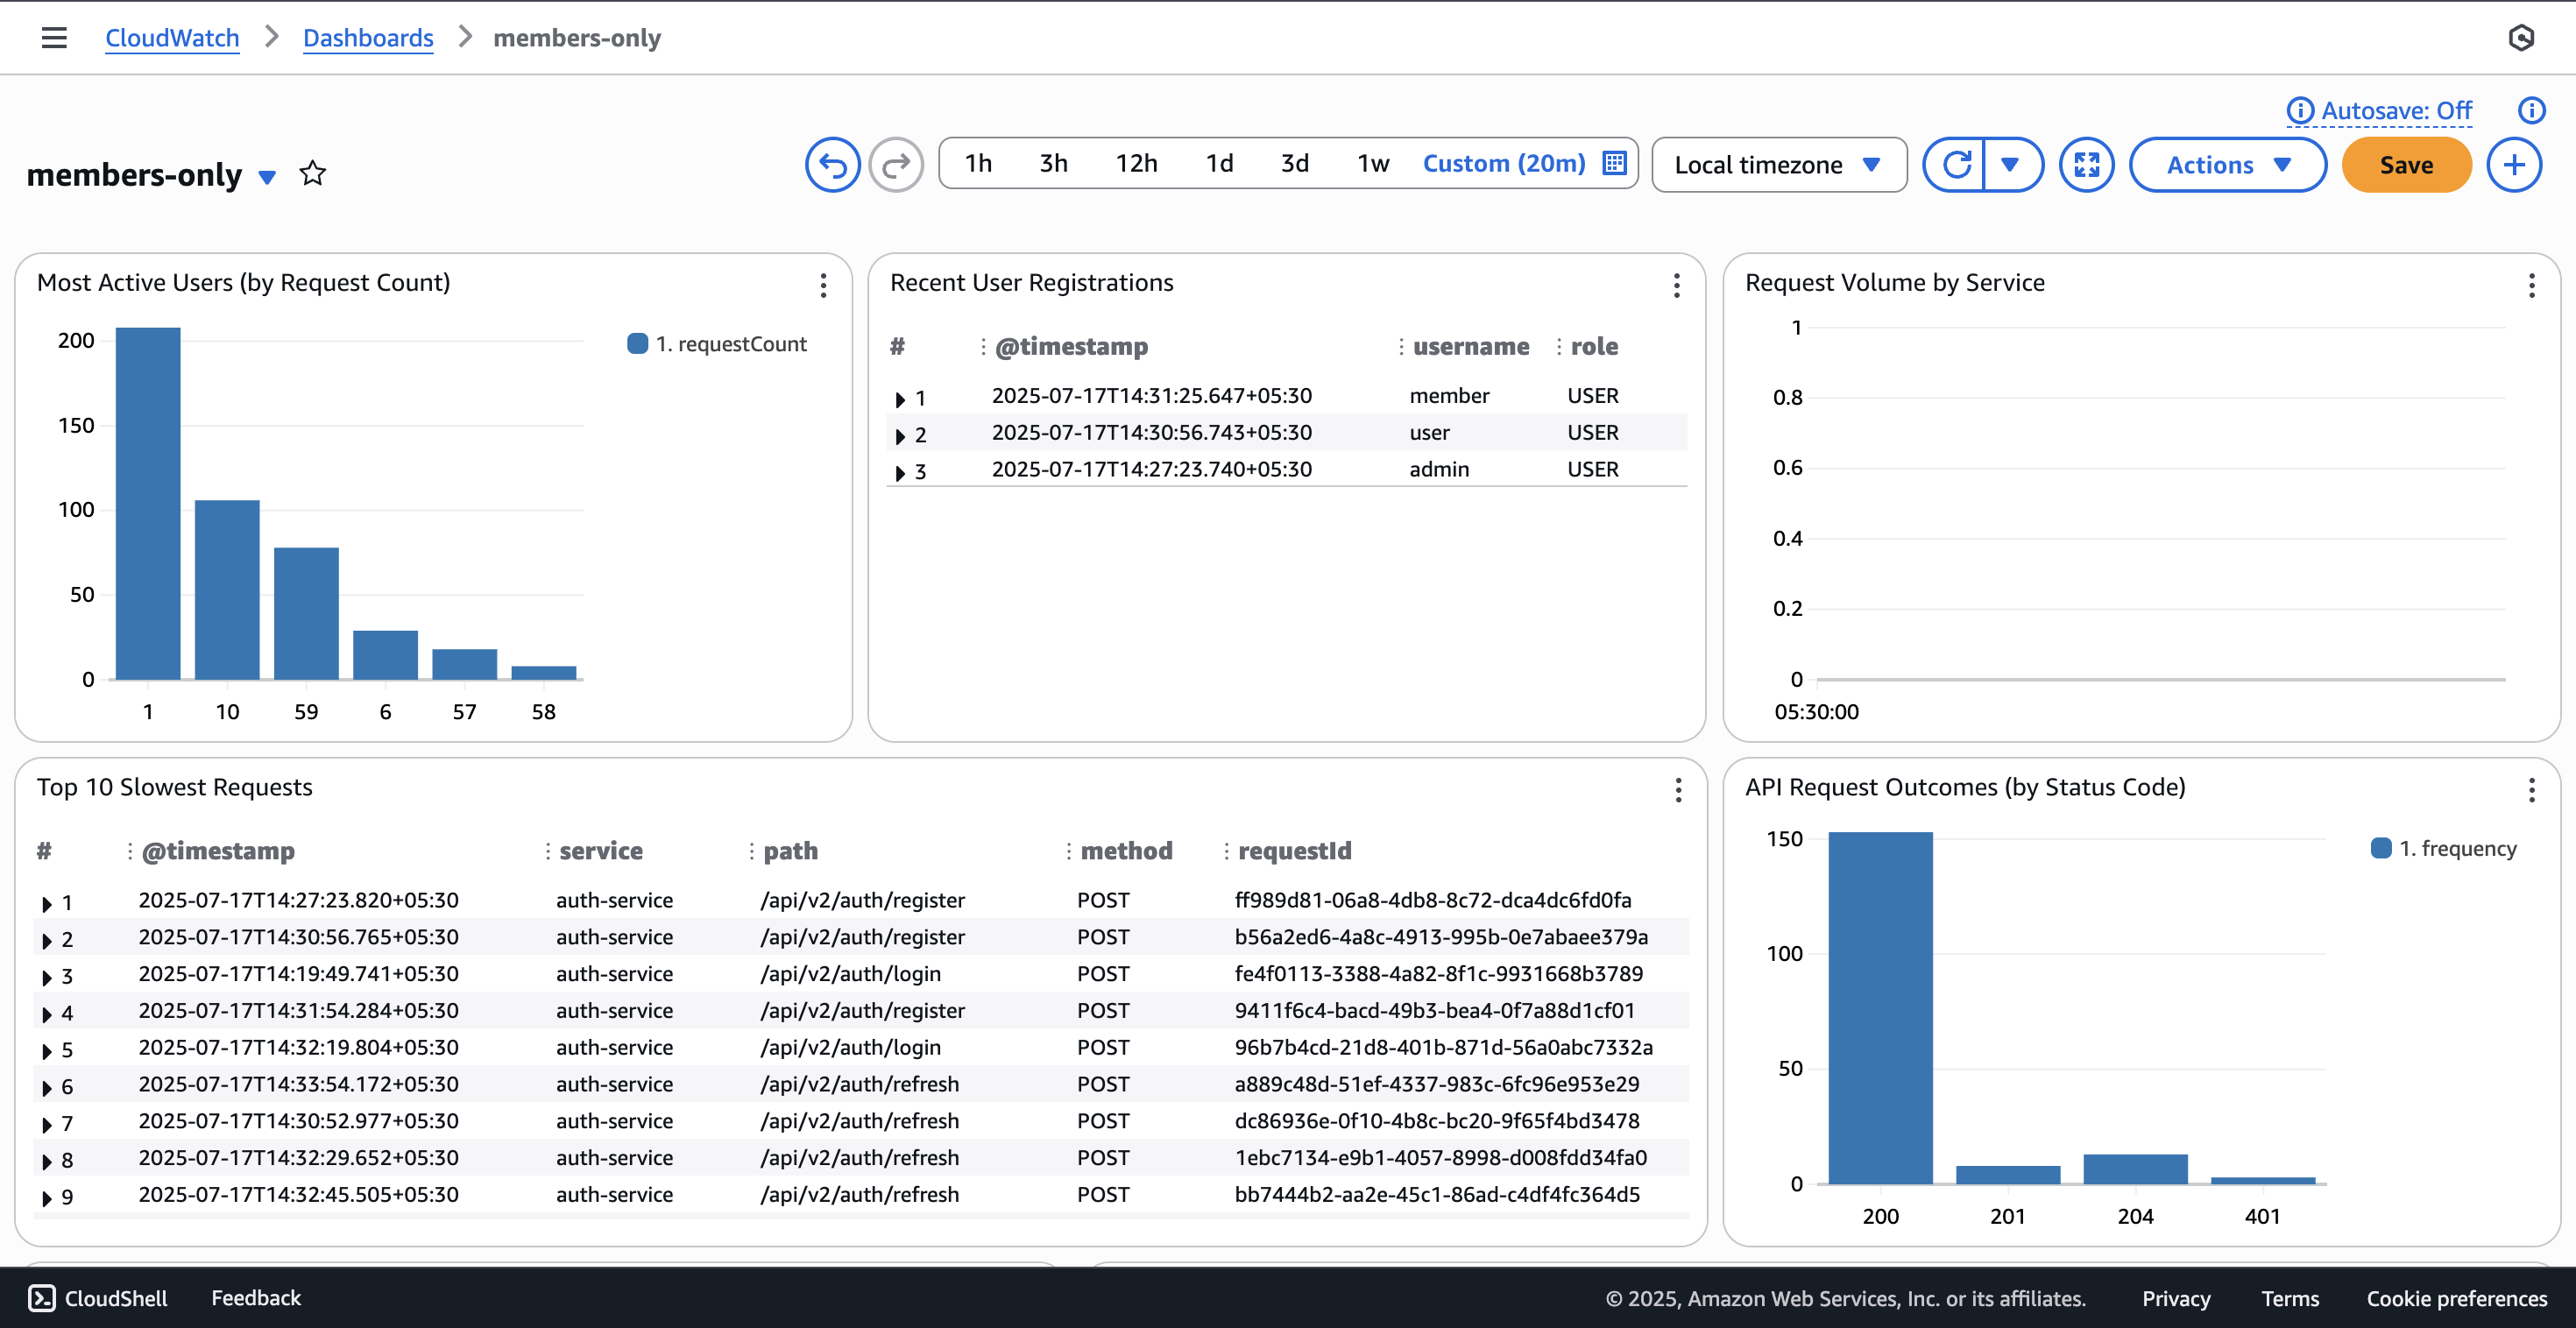 CloudWatch > Dashboards > members-only
Autosave: Off
members-only
1h 3h 12h 1d 3d 1w Custom (20m) Local timezone Actions Save
Most Active Users (by Request Count)
200
150
100
50
0
1 10 59 6 57 58
1. requestCount
Recent User Registrations
# @timestamp username role
1 2025-07-17T14:31:25.647+05:30 member USER
2 2025-07-17T14:30:56.743+05:30 user USER
3 2025-07-17T14:27:23.740+05:30 admin USER
Request Volume by Service
1
0.8
0.6
0.4
0.2
0
05:30:00
Top 10 Slowest Requests
# @timestamp service path method requestId
1 2025-07-17T14:27:23.820+05:30 auth-service /api/v2/auth/register POST ff989d81-06a8-4db8-8c72-dca4dc6fd0fa
2 2025-07-17T14:30:56.765+05:30 auth-service /api/v2/auth/register POST b56a2ed6-4a8c-4913-995b-0e7abaee379a
3 2025-07-17T14:19:49.741+05:30 auth-service /api/v2/auth/login POST fe4f0113-3388-4a82-8f1c-9931668b3789
4 2025-07-17T14:31:54.284+05:30 auth-service /api/v2/auth/register POST 9411f6c4-bacd-49b3-bea4-0f7a88d1cf01
5 2025-07-17T14:32:19.804+05:30 auth-service /api/v2/auth/login POST 96b7b4cd-21d8-401b-871d-56a0abc7332a
6 2025-07-17T14:33:54.172+05:30 auth-service /api/v2/auth/refresh POST a889c48d-51ef-4337-983c-6fc96e953e29
7 2025-07-17T14:30:52.977+05:30 auth-service /api/v2/auth/refresh POST dc86936e-0f10-4b8c-bc20-9f65f4bd3478
8 2025-07-17T14:32:29.652+05:30 auth-service /api/v2/auth/refresh POST 1ebc7134-e9b1-4057-8998-d008fdd34fa0
9 2025-07-17T14:32:45.505+05:30 auth-service /api/v2/auth/refresh POST bb7444b2-aa2e-45c1-86ad-c4df4fc364d5
API Request Outcomes (by Status Code)
150
100
50
0
200 201 204 401
1. frequency
CloudShell Feedback © 2025, Amazon Web Services, Inc. or its affiliates. Privacy Terms Cookie preferences